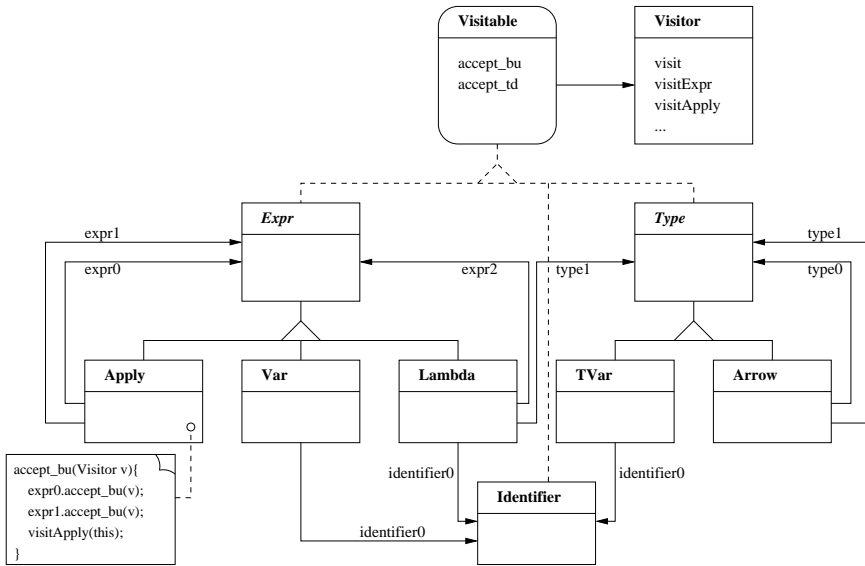 Visitable
Visitor
accept_bu
accept_td
visit
visitExpr
visitApply
...
Expr
Type
expr1
expr0
expr2
type1
type1
type0
Apply
Var
Lambda
TVar
Arrow
accept_bu(Visitor v){
expr0.accept_bu(v);
expr1.accept_bu(v);
visitApply(this);
}
identifier0
identifier0
Identifier
identifier0